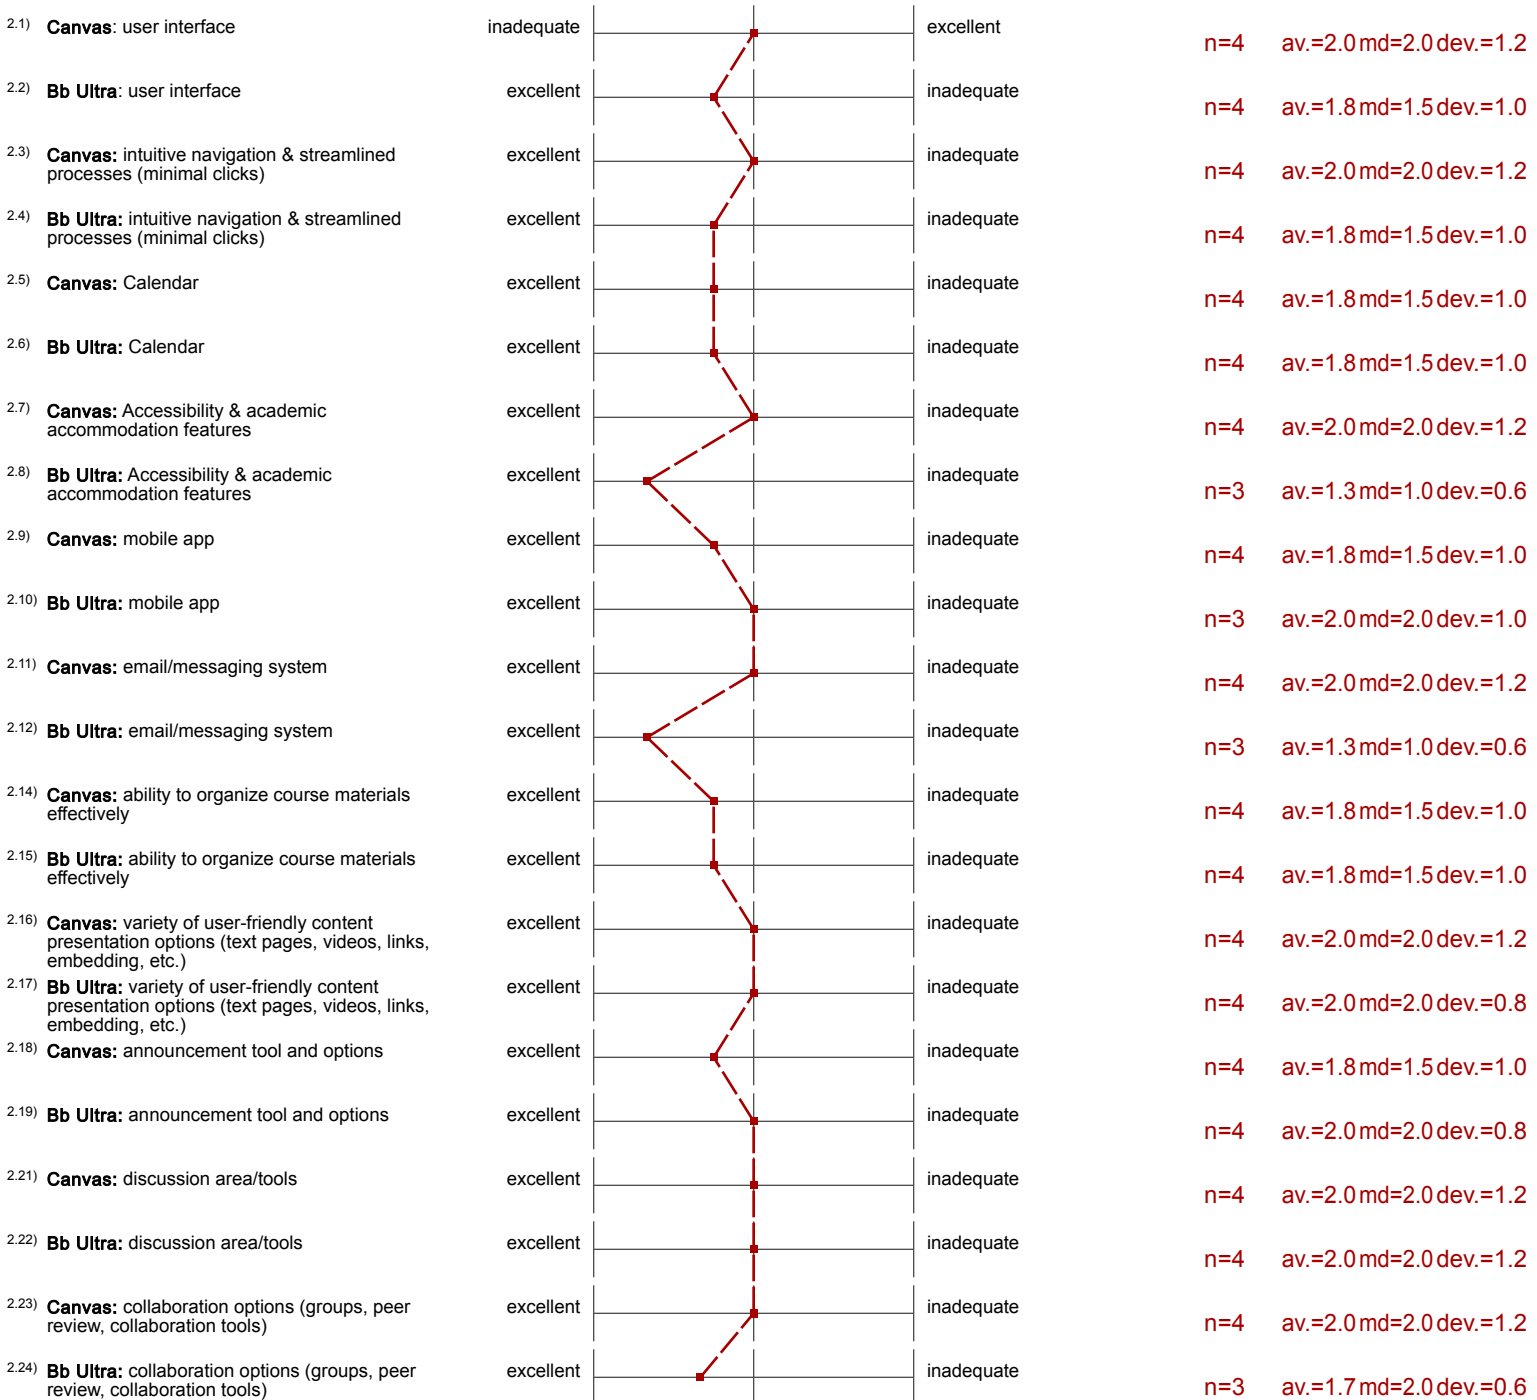 2.1) Canvas: user interface inadequate excellent n=4 av.=2.0 md=2.0 dev.=1.2
2.2) Bb Ultra: user interface excellent inadequate n=4 av.=1.8 md=1.5 dev.=1.0
2.3) Canvas: intuitive navigation & streamlined excellent inadequate
processes (minimal clicks) n=4 av.=2.0 md=2.0 dev.=1.2
2.4) Bb Ultra: intuitive navigation & streamlined excellent inadequate
processes (minimal clicks) n=4 av.=1.8 md=1.5 dev.=1.0
2.5) Canvas: Calendar excellent inadequate n=4 av.=1.8 md=1.5 dev.=1.0
2.6) Bb Ultra: Calendar excellent inadequate n=4 av.=1.8 md=1.5 dev.=1.0
2.7) Canvas: Accessibility & academic excellent inadequate
accommodation features n=4 av.=2.0 md=2.0 dev.=1.2
2.8) Bb Ultra: Accessibility & academic excellent inadequate
accommodation features n=3 av.=1.3 md=1.0 dev.=0.6
2.9) Canvas: mobile app excellent inadequate n=4 av.=1.8 md=1.5 dev.=1.0
2.10) Bb Ultra: mobile app excellent inadequate n=3 av.=2.0 md=2.0 dev.=1.0
2.11) Canvas: email/messaging system excellent inadequate n=4 av.=2.0 md=2.0 dev.=1.2
2.12) Bb Ultra: email/messaging system excellent inadequate n=3 av.=1.3 md=1.0 dev.=0.6
2.14) Canvas: ability to organize course materials excellent inadequate
effectively n=4 av.=1.8 md=1.5 dev.=1.0
2.15) Bb Ultra: ability to organize course materials excellent inadequate
effectively n=4 av.=1.8 md=1.5 dev.=1.0
2.16) Canvas: variety of user-friendly content excellent inadequate
presentation options (text pages, videos, links, n=4 av.=2.0 md=2.0 dev.=1.2
embedding, etc.)
2.17) Bb Ultra: variety of user-friendly content excellent inadequate
presentation options (text pages, videos, links, n=4 av.=2.0 md=2.0 dev.=0.8
embedding, etc.)
2.18) Canvas: announcement tool and options excellent inadequate n=4 av.=1.8 md=1.5 dev.=1.0
2.19) Bb Ultra: announcement tool and options excellent inadequate n=4 av.=2.0 md=2.0 dev.=0.8
2.21) Canvas: discussion area/tools excellent inadequate n=4 av.=2.0 md=2.0 dev.=1.2
2.22) Bb Ultra: discussion area/tools excellent inadequate n=4 av.=2.0 md=2.0 dev.=1.2
2.23) Canvas: collaboration options (groups, peer excellent inadequate
review, collaboration tools) n=4 av.=2.0 md=2.0 dev.=1.2
2.24) Bb Ultra: collaboration options (groups, peer excellent inadequate
review, collaboration tools) n=3 av.=1.7 md=2.0 dev.=0.6